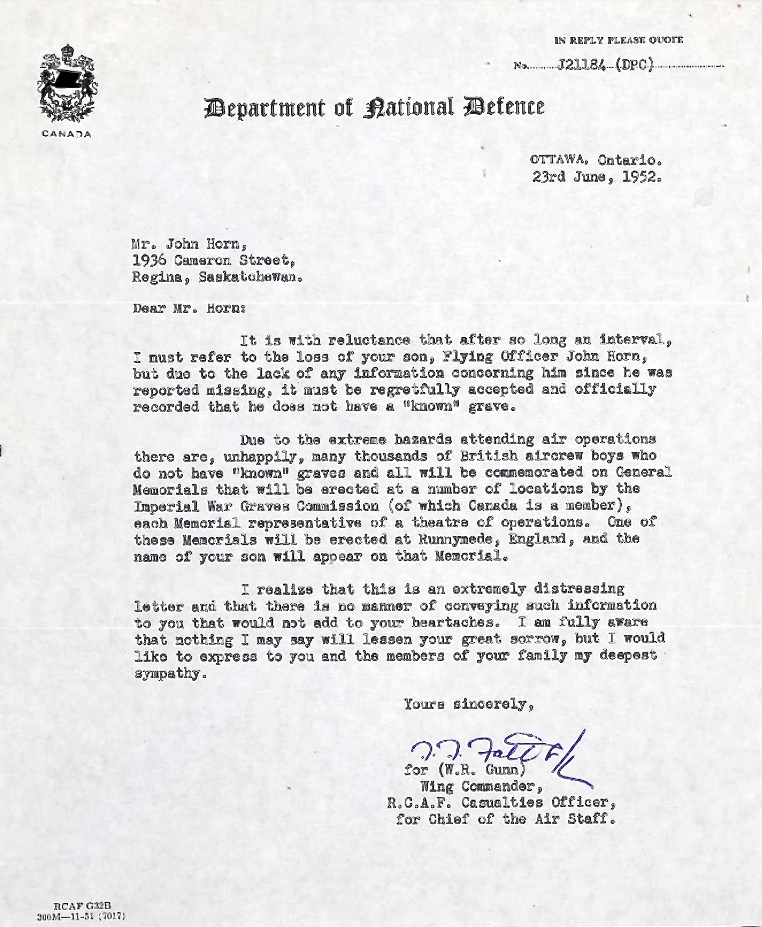 IN REPLY PLEASE QUOTE
No. J21184 (DPC)
CANADA
Department of National Defence
OTTAWA, Ontario.
23rd June, 1952.
Mr. John Horn,
1936 Cameron Street,
Regina, Saskatchewan.
Dear Mr. Horn:
It is with reluctance that after so long an interval,
I must refer to the loss of your son, Flying Officer John Horn,
but due to the lack of any information concerning him since he was
reported missing, it must be regretfully accepted and officially
recorded that he does not have a "known" grave.
Due to the extreme hazards attending air operations
there are, unhappily, many thousands of British aircrew boys who
do not have "known" graves and all will be commemorated on General
Memorials that will be erected at a number of locations by the
Imperial War Graves Commission (of which Canada is a member),
each Memorial representative of a theatre of operations. One of
these Memorials will be erected at Runnymede, England, and the
name of your son will appear on that Memorial.
I realize that this is an extremely distressing
letter and that there is no manner of conveying such information
to you that would not add to your heartaches. I am fully aware
that nothing I may say will lessen your great sorrow, but I would
like to express to you and the members of your family my deepest
sympathy.
Yours sincerely,
for (W.R. Gunn)
Wing Commander,
R.C.A.F. Casualties Officer,
for Chief of the Air Staff.
RCAF G32B
300M—11-51 (7017)